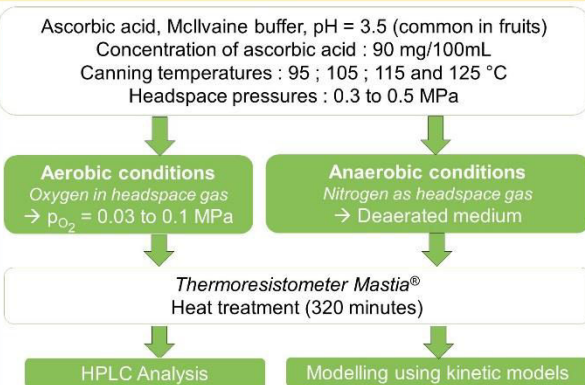 Ascorbic acid, McIlvaine buffer, pH = 3.5 (common in fruits)
Concentration of ascorbic acid : 90 mg/100mL
Canning temperatures : 95 ; 105 ; 115 and 125 °C
Headspace pressures : 0.3 to 0.5 MPa
Aerobic conditions
Oxygen in headspace gas
→ pO₂ = 0.03 to 0.1 MPa
Anaerobic conditions
Nitrogen as headspace gas
→ Deaerated medium
Thermoresistometer Mastia®
Heat treatment (320 minutes)
HPLC Analysis
Modelling using kinetic models